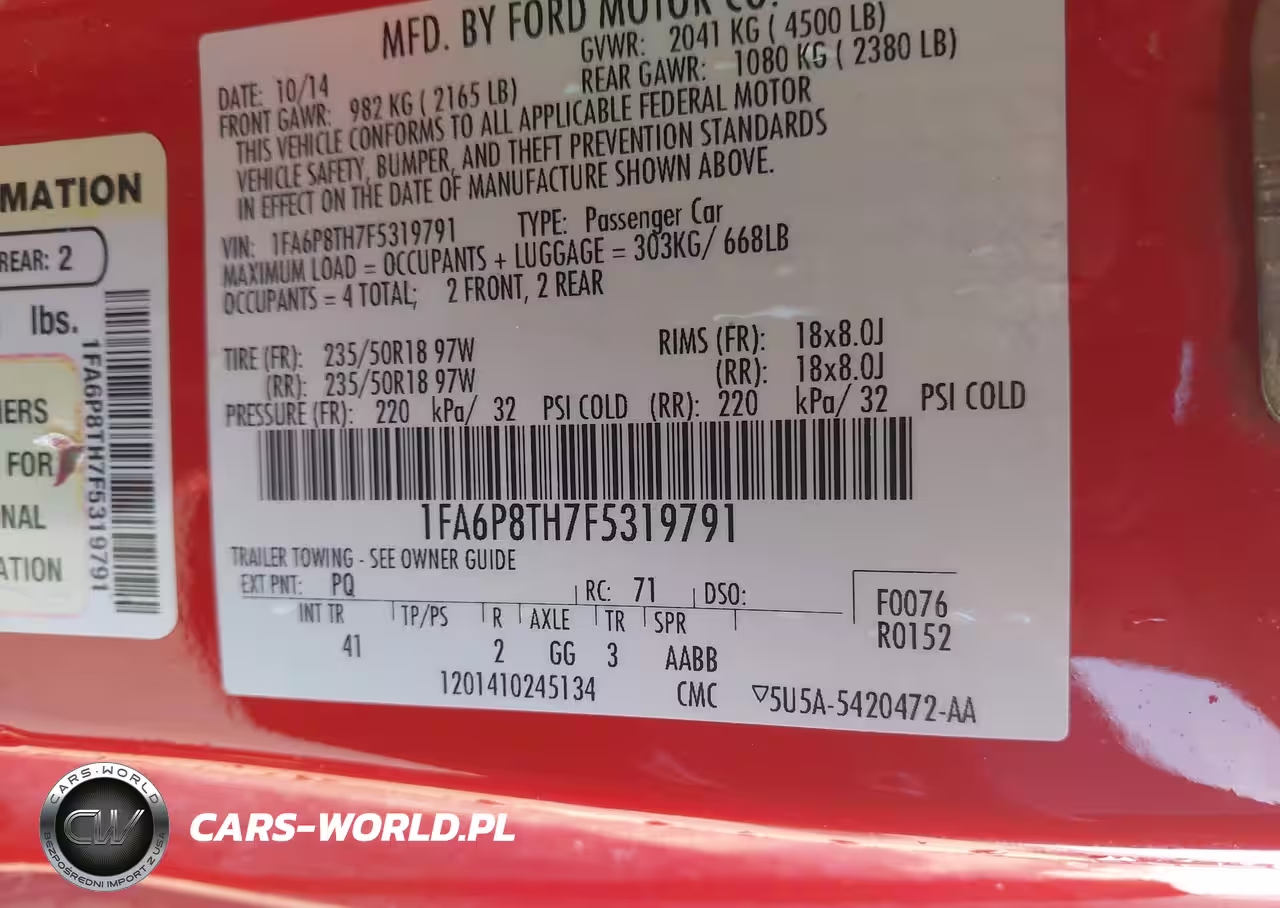 MFD. BY FORD MOTOR CO.
DATE: 10/14 GVWR: 2041 KG ( 4500 LB)
FRONT GAWR: 982 KG ( 2165 LB) REAR GAWR: 1080 KG ( 2380 LB)
THIS VEHICLE CONFORMS TO ALL APPLICABLE FEDERAL MOTOR
VEHICLE SAFETY, BUMPER, AND THEFT PREVENTION STANDARDS
IN EFFECT ON THE DATE OF MANUFACTURE SHOWN ABOVE.
VIN: 1FA6P8TH7F5319791 TYPE: Passenger Car
MAXIMUM LOAD = OCCUPANTS + LUGGAGE = 303KG/ 668LB
OCCUPANTS = 4 TOTAL; 2 FRONT, 2 REAR
TIRE (FR): 235/50R18 97W RIMS (FR): 18x8.0J
(RR): 235/50R18 97W (RR): 18x8.0J
PRESSURE (FR): 220 kPa/ 32 PSI COLD (RR): 220 kPa/ 32 PSI COLD
1FA6P8TH7F5319791
TRAILER TOWING - SEE OWNER GUIDE
EXT PNT: PQ RC: 71 DSO:
INT TR TP/PS R AXLE TR SPR
41 2 GG 3 AABB
F0076
R0152
1201410245134 CMC ▽5U5A-5420472-AA
MATION
REAR: 2
lbs.
1FA6P8TH7F5319791
IERS
FOR
NAL
ATION
CARS-WORLD
CW
BEZPOŚREDNI IMPORT Z USA
CARS-WORLD.PL